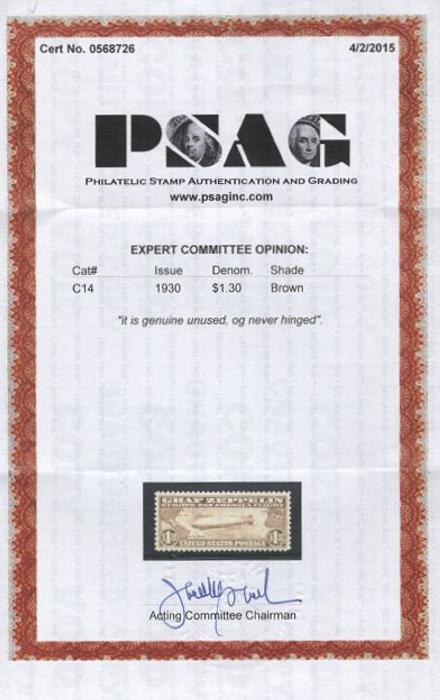 Cert No. 0568726 4/2/2015
PSAG
PHILATELIC STAMP AUTHENTICATION AND GRADING
www.psaginc.com
EXPERT COMMITTEE OPINION:
Cat# Issue Denom. Shade
C14 1930 $1.30 Brown
"it is genuine unused, og never hinged".
GRAF ZEPPELIN
EUROPE PAN AMERICA FLIGHT
UNITED STATES POSTAGE
Acting Committee Chairman